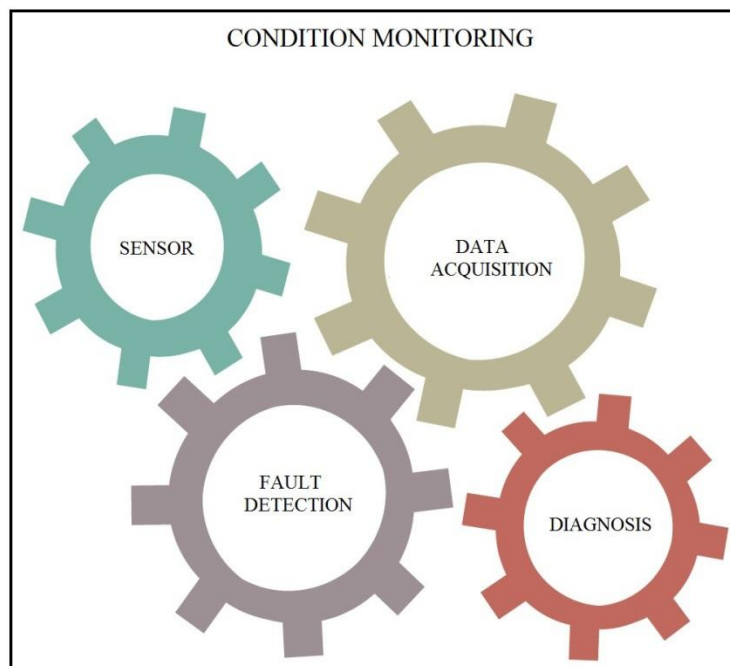 CONDITION MONITORING
SENSOR
DATA
ACQUISITION
FAULT
DETECTION
DIAGNOSIS